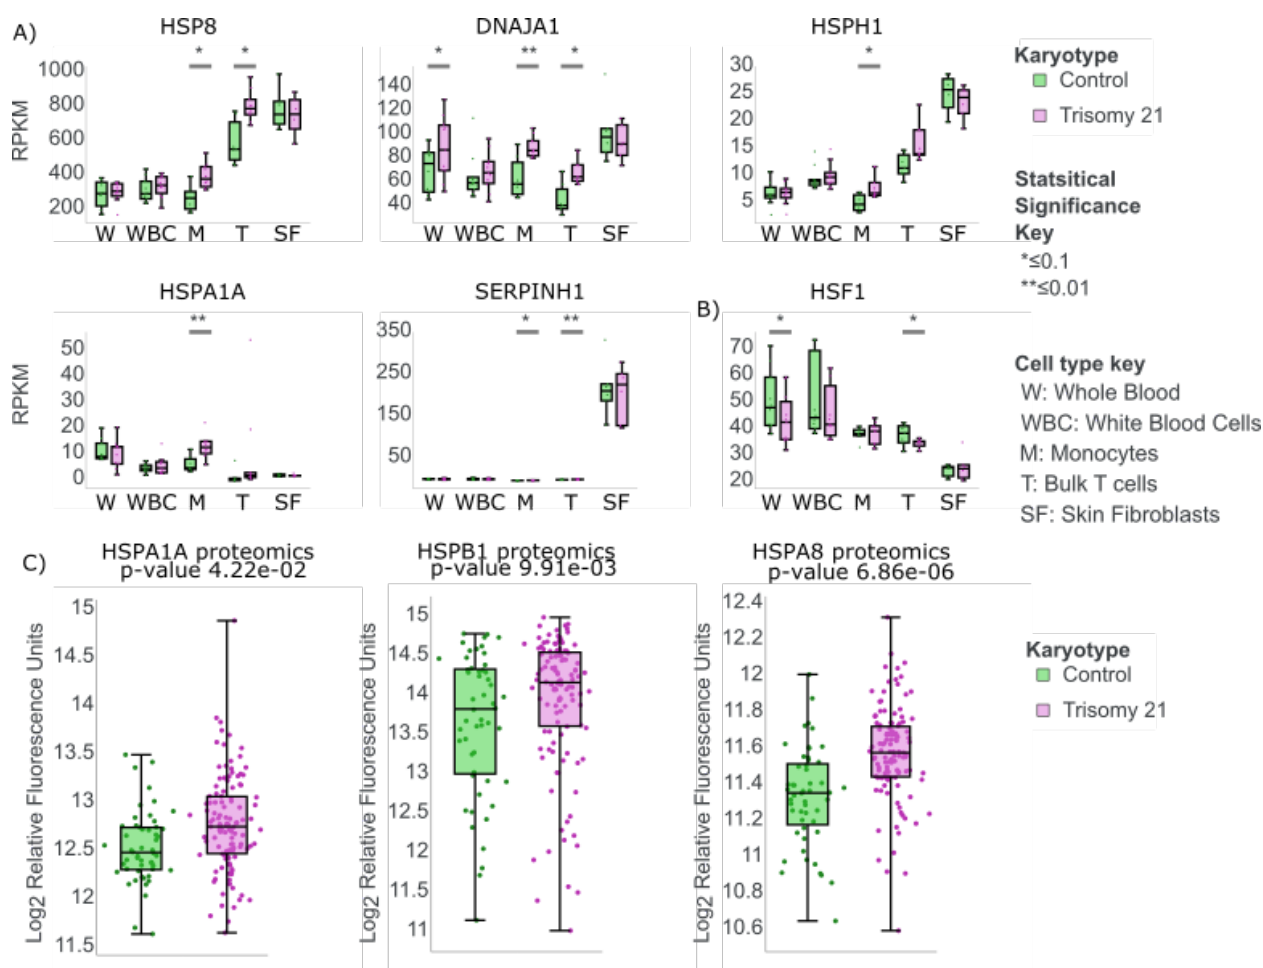 A)
HSP8
DNAJA1
HSPH1
Karyotype
Control
Trisomy 21
Statsitical
Significance
Key
*≤0.1
**≤0.01
RPKM
1000
800
600
400
200
* *
W WBC M T SF
140
120
100
80
60
40
* ** *
W WBC M T SF
30
25
20
15
10
5
*
W WBC M T SF
HSPA1A
SERPINH1
B)
HSF1
RPKM
50
40
30
20
10
0
**
W WBC M T SF
350
250
150
50
* **
W WBC M T SF
70
60
50
40
30
20
* *
W WBC M T SF
Cell type key
W: Whole Blood
WBC: White Blood Cells
M: Monocytes
T: Bulk T cells
SF: Skin Fibroblasts
C)
HSPA1A proteomics
p-value 4.22e-02
Log2 Relative Fluorescence Units
15
14.5
14
13.5
13
12.5
12
11.5
HSPB1 proteomics
p-value 9.91e-03
Log2 Relative Fluorescence Units
15
14.5
14
13.5
13
12.5
12
11.5
11
HSPA8 proteomics
p-value 6.86e-06
Log2 Relative Fluorescence Units
12.4
12.2
12
11.8
11.6
11.4
11.2
11
10.8
10.6
Karyotype
Control
Trisomy 21